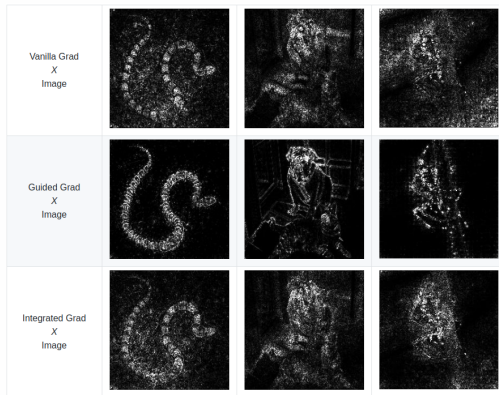 Vanilla Grad
X
Image
Guided Grad
X
Image
Integrated Grad
X
Image